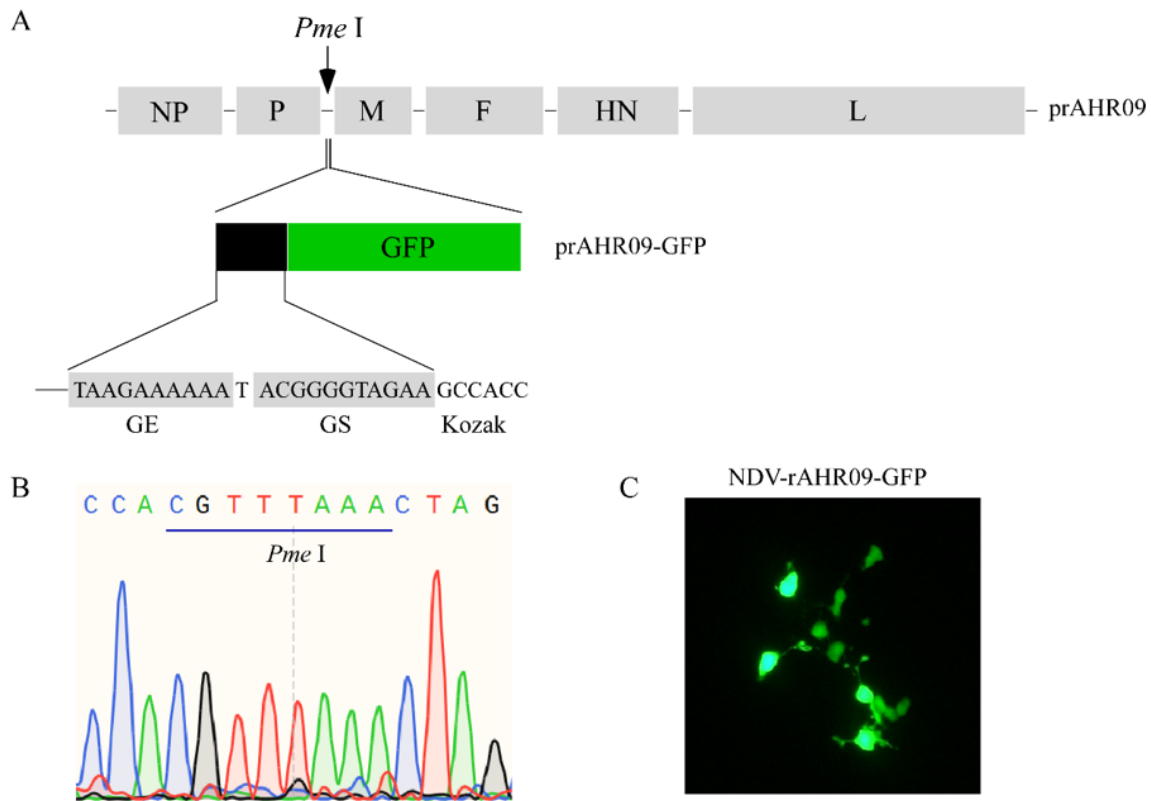 A
Pme I
NP P M F HN L prAHR09
GFP prAHR09-GFP
TAAGAAAAAA T ACGGGGTAGAA GCCACC
GE GS Kozak
B
C C A C G T T T A A A C T A G
Pme I
C
NDV-rAHR09-GFP